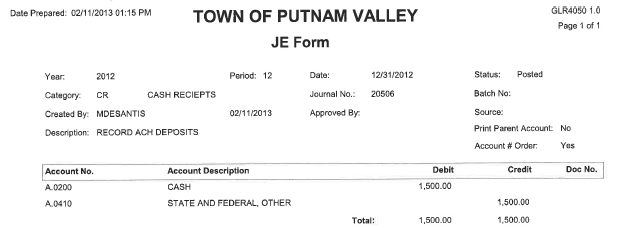 Date Prepared: 02/11/2013 01:15 PM TOWN OF PUTNAM VALLEY GLR4050 1.0
Page 1 of 1
JE Form
Year: 2012 Period: 12 Date: 12/31/2012 Status: Posted
Category: CR CASH RECIEPTS Journal No.: 20506 Batch No:
Created By: MDESANTIS 02/11/2013 Approved By: Source:
Description: RECORD ACH DEPOSITS Print Parent Account: No
Account # Order: Yes
Account No. Account Description Debit Credit Doc No.
A.0200 CASH 1,500.00
A.0410 STATE AND FEDERAL, OTHER 1,500.00
Total: 1,500.00 1,500.00